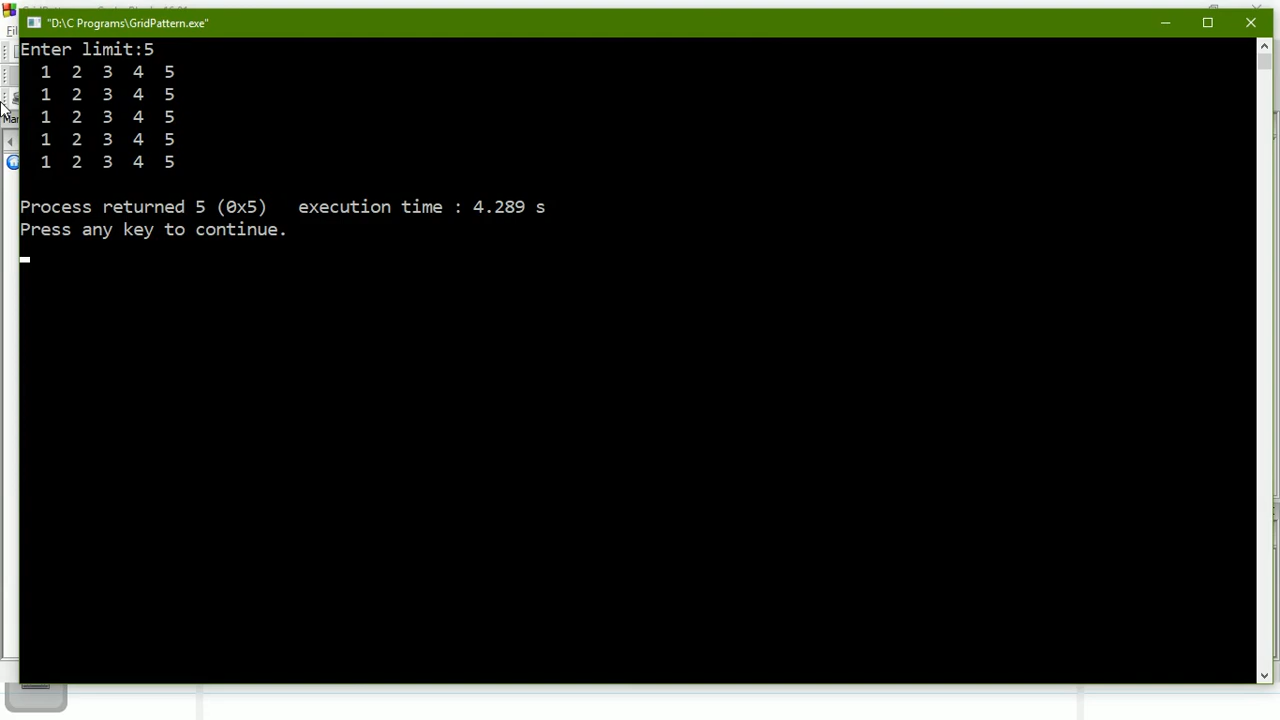 "D:\C Programs\GridPattern.exe"
Enter limit:5
1 2 3 4 5
1 2 3 4 5
1 2 3 4 5
1 2 3 4 5
1 2 3 4 5
Process returned 5 (0x5) execution time : 4.289 s
Press any key to continue.